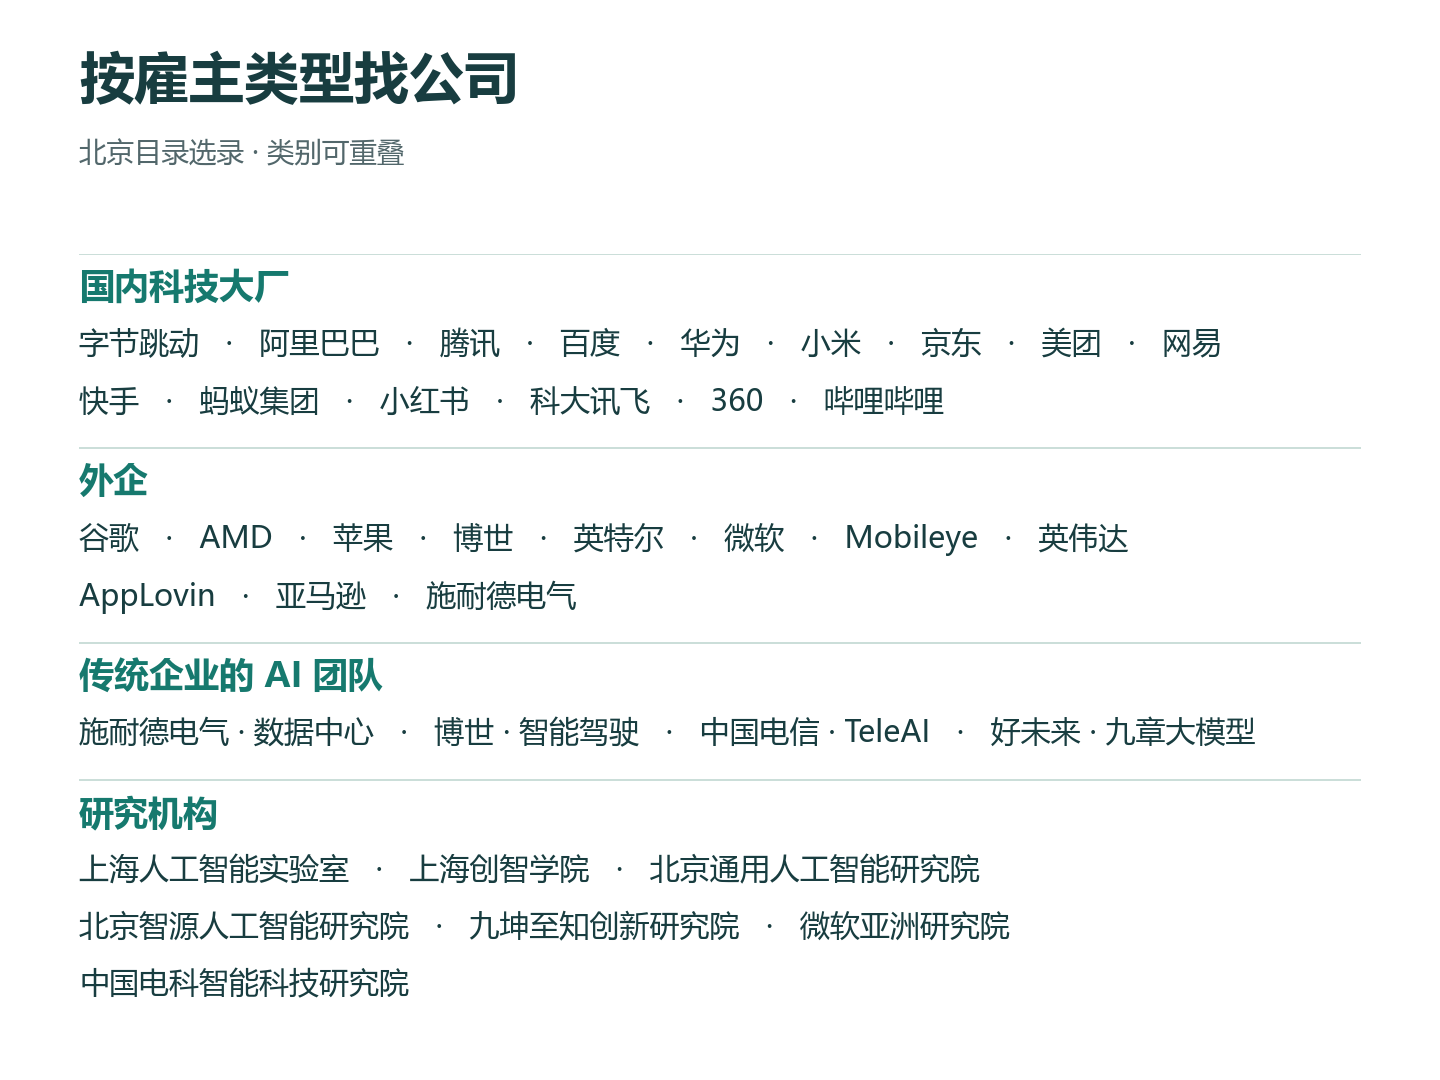 按雇主类型找公司
北京目录选录 · 类别可重叠
国内科技大厂
字节跳动 · 阿里巴巴 · 腾讯 · 百度 · 华为 · 小米 · 京东 · 美团 · 网易
快手 · 蚂蚁集团 · 小红书 · 科大讯飞 · 360 · 哔哩哔哩
外企
谷歌 · AMD · 苹果 · 博世 · 英特尔 · 微软 · Mobileye · 英伟达
AppLovin · 亚马逊 · 施耐德电气
传统企业的 AI 团队
施耐德电气 · 数据中心 · 博世 · 智能驾驶 · 中国电信 · TeleAI · 好未来 · 九章大模型
研究机构
上海人工智能实验室 · 上海创智学院 · 北京通用人工智能研究院
北京智源人工智能研究院 · 九坤至知创新研究院 · 微软亚洲研究院
中国电科智能科技研究院